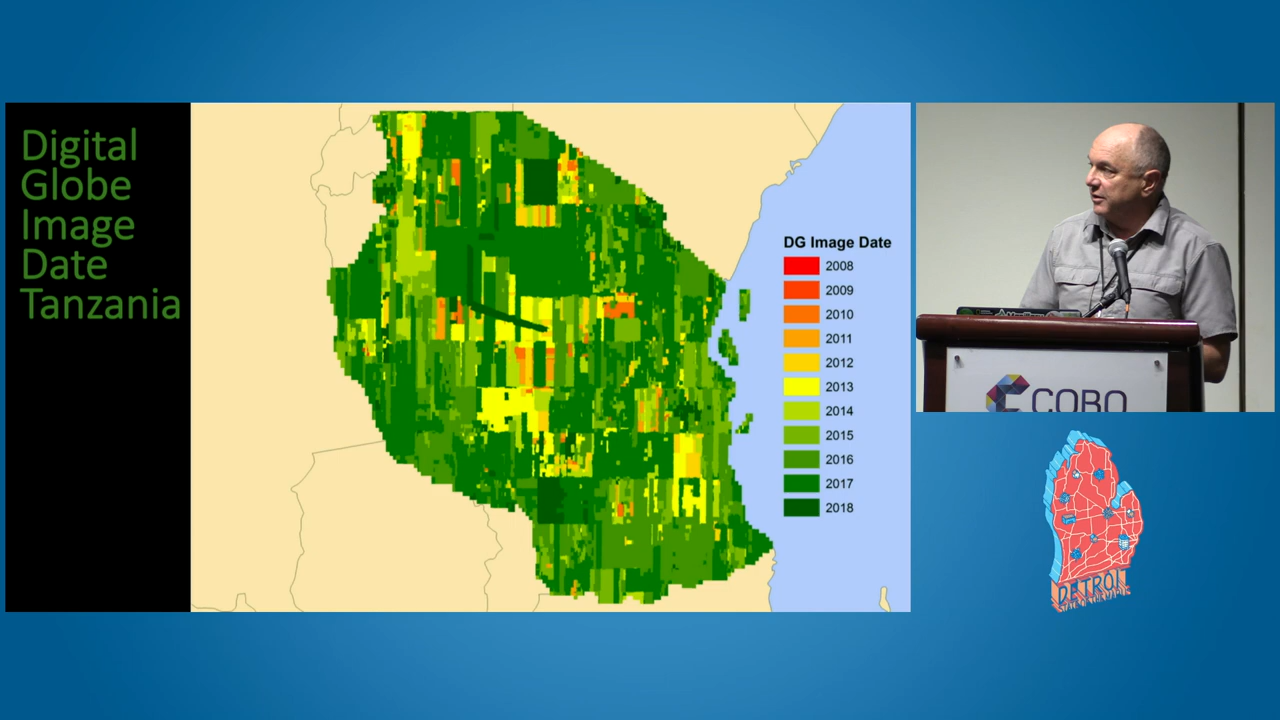 Digital
Globe
Image
Date
Tanzania
DG Image Date
2008
2009
2010
2011
2012
2013
2014
2015
2016
2017
2018
COBO
DETROIT